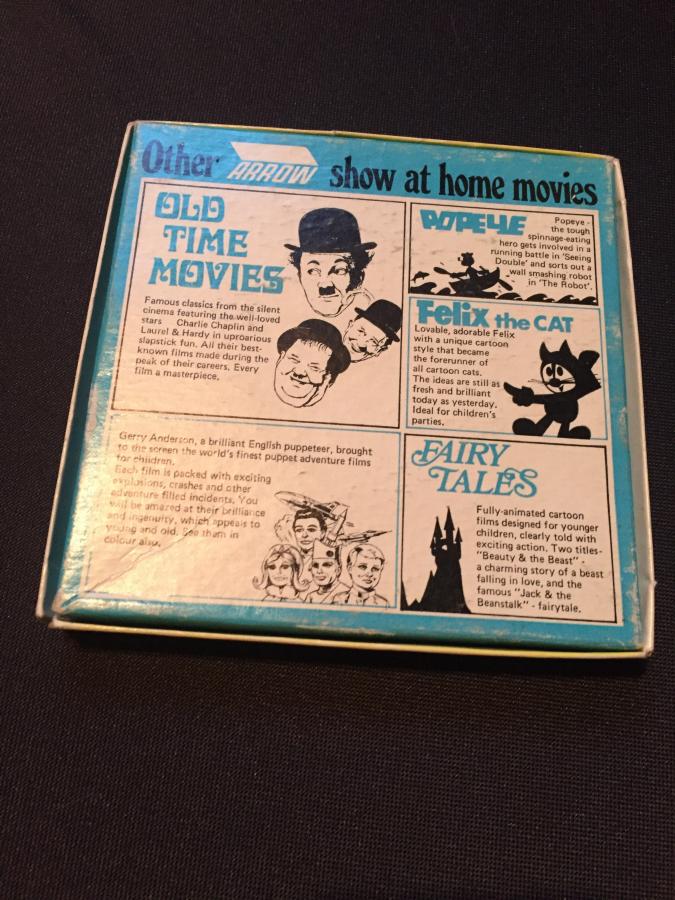 Other ARROW show at home movies
OLD
TIME
MOVIES
Famous classics from the silent
cinema featuring the well-loved
stars Charlie Chaplin and
Laurel & Hardy in uproarious
slapstick fun. All their best-
known films made during the
peak of their careers. Every
film a masterpiece.
POPEYE
Popeye -
the tough
spinnage-eating
hero gets involved in a
running battle in 'Seeing
Double' and sorts out a
wall smashing robot
in 'The Robot'.
Felix the CAT
Lovable, adorable Felix
with a unique cartoon
style that became
the forerunner of
all cartoon cats.
The ideas are still as
fresh and brilliant
today as yesterday.
Ideal for children's
parties.
Gerry Anderson, a brilliant English puppeteer, brought
to the screen the world's finest puppet adventure films
for children.
Each film is packed with exciting
explosions, crashes and other
adventure filled incidents. You
will be amazed at their brilliance
and ingenuity, which appeals to
young and old. See them in
colour also.
FAIRY
TALES
Fully-animated cartoon
films designed for younger
children, clearly told with
exciting action. Two titles-
"Beauty & the Beast" -
a charming story of a beast
falling in love, and the
famous "Jack & the
Beanstalk" - fairytale.